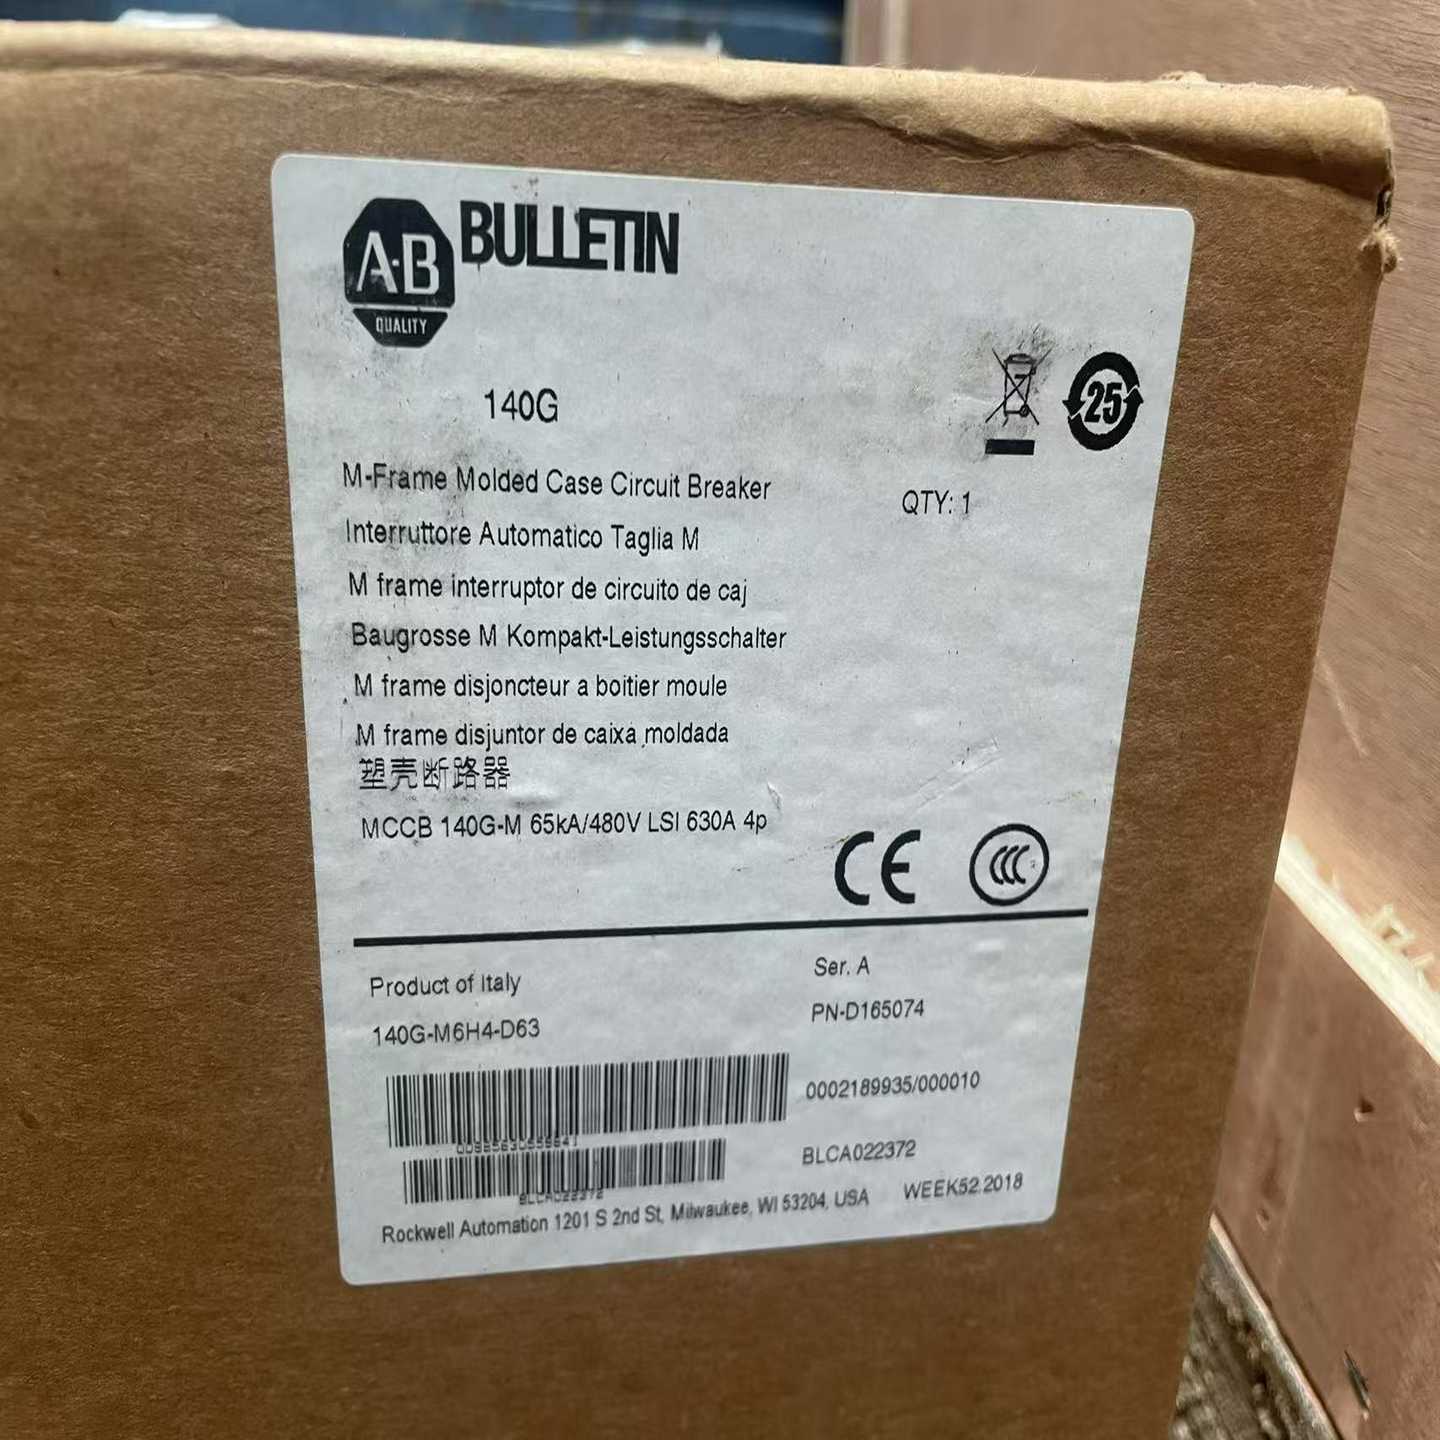 A-B
QUALITY
BULLETIN
140G
25
M-Frame Molded Case Circuit Breaker
QTY: 1
Interruttore Automatico Taglia M
M frame interruptor de circuito de caj
Baugrosse M Kompakt-Leistungsschalter
M frame disjoncteur a boitier moule
M frame disjuntor de caixa moldada
塑壳断路器
MCCB 140G-M 65kA/480V LSI 630A 4p
CE
CCC
Product of Italy
Ser. A
140G-M6H4-D63
PN-D165074
0002189935/000010
BLCA022372
BLCA022372
Rockwell Automation 1201 S 2nd St, Milwaukee, WI 53204, USA
WEEK52.2018